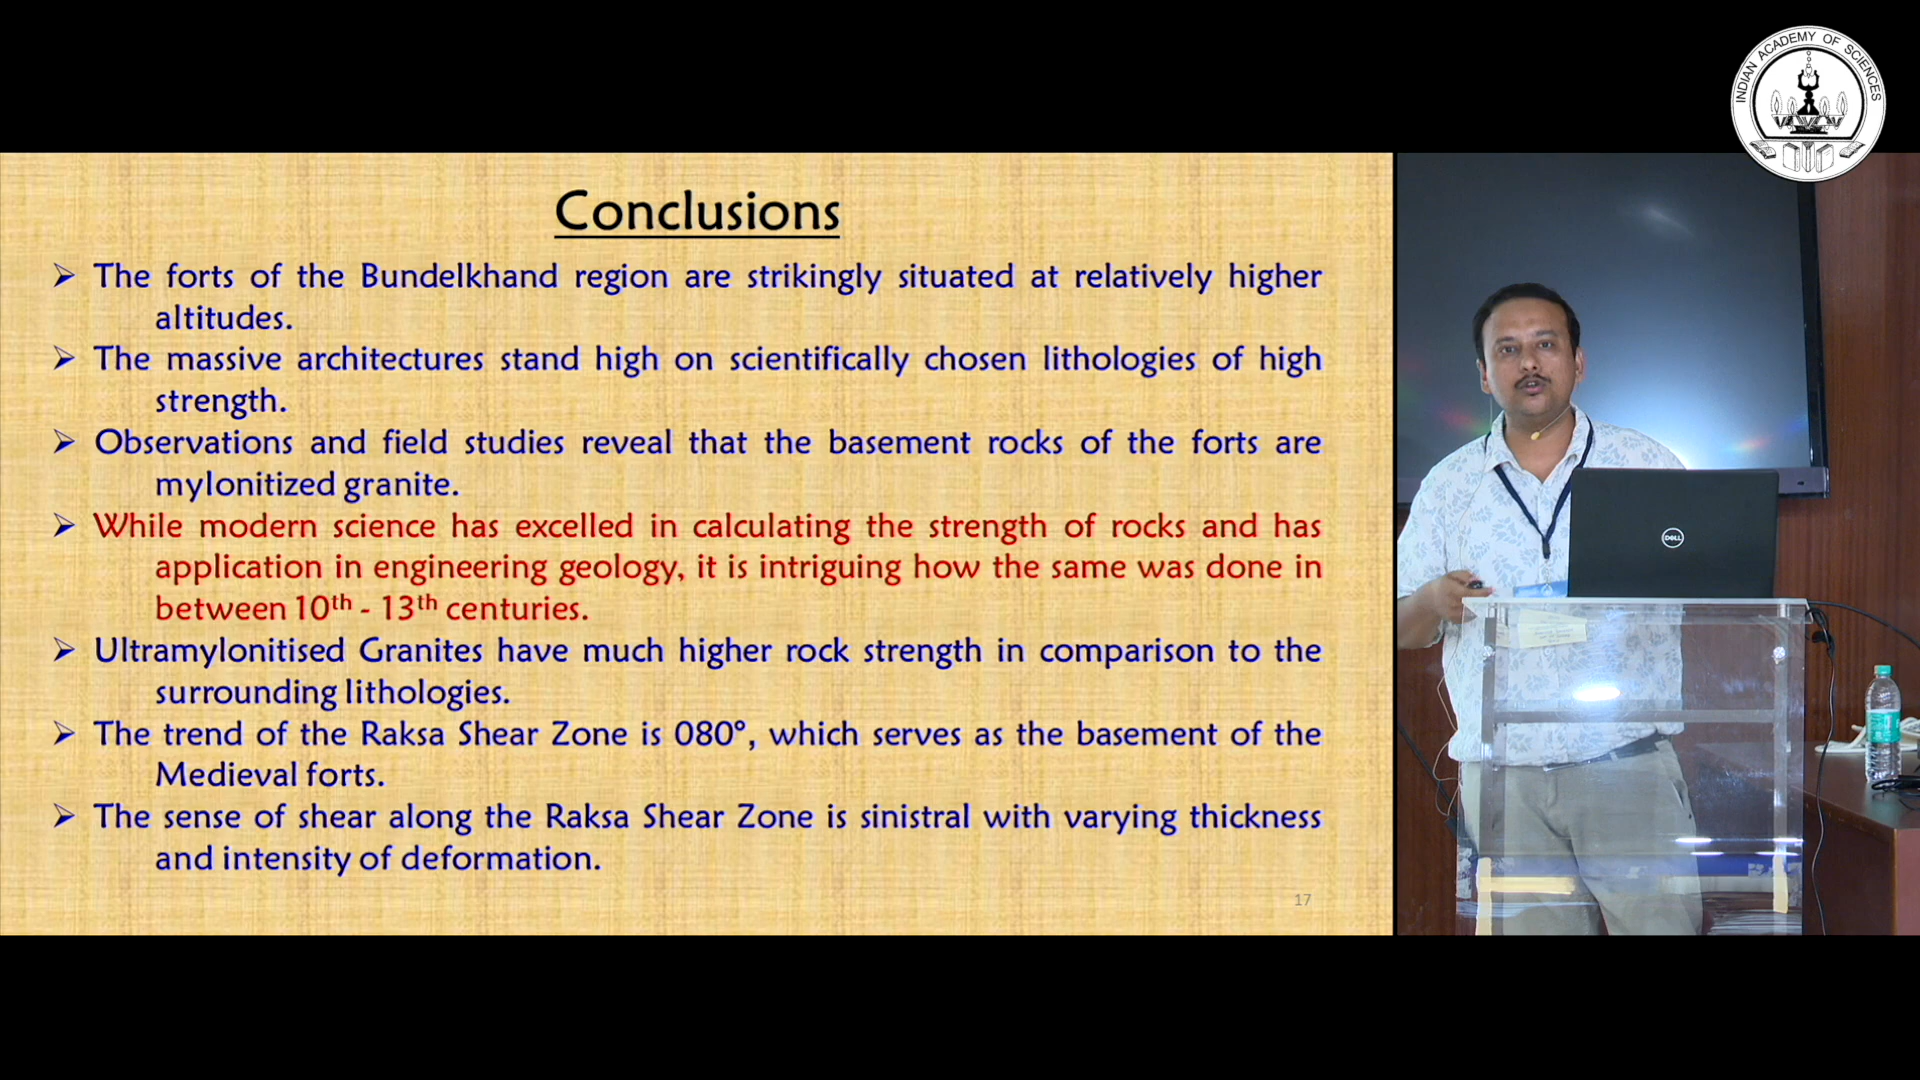 INDIAN ACADEMY OF SCIENCES
Conclusions
➢ The forts of the Bundelkhand region are strikingly situated at relatively higher
altitudes.
➢ The massive architectures stand high on scientifically chosen lithologies of high
strength.
➢ Observations and field studies reveal that the basement rocks of the forts are
mylonitized granite.
➢ While modern science has excelled in calculating the strength of rocks and has
application in engineering geology, it is intriguing how the same was done in
between 10th - 13th centuries.
➢ Ultramylonitised Granites have much higher rock strength in comparison to the
surrounding lithologies.
➢ The trend of the Raksa Shear Zone is 080°, which serves as the basement of the
Medieval forts.
➢ The sense of shear along the Raksa Shear Zone is sinistral with varying thickness
and intensity of deformation.
17
DELL